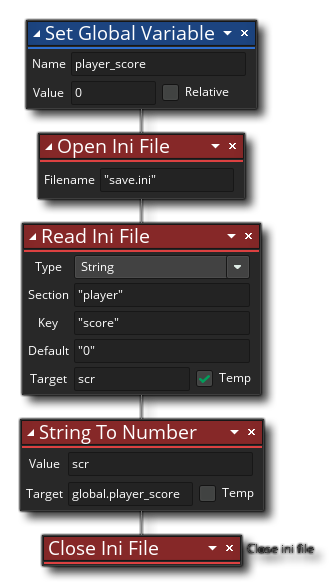 Set Global Variable
Name player_score
Value 0 Relative
Open Ini File
Filename "save.ini"
Read Ini File
Type String
Section "player"
Key "score"
Default "0"
Target scr Temp
String To Number
Value scr
Target global.player_score Temp
Close Ini File Close ini file